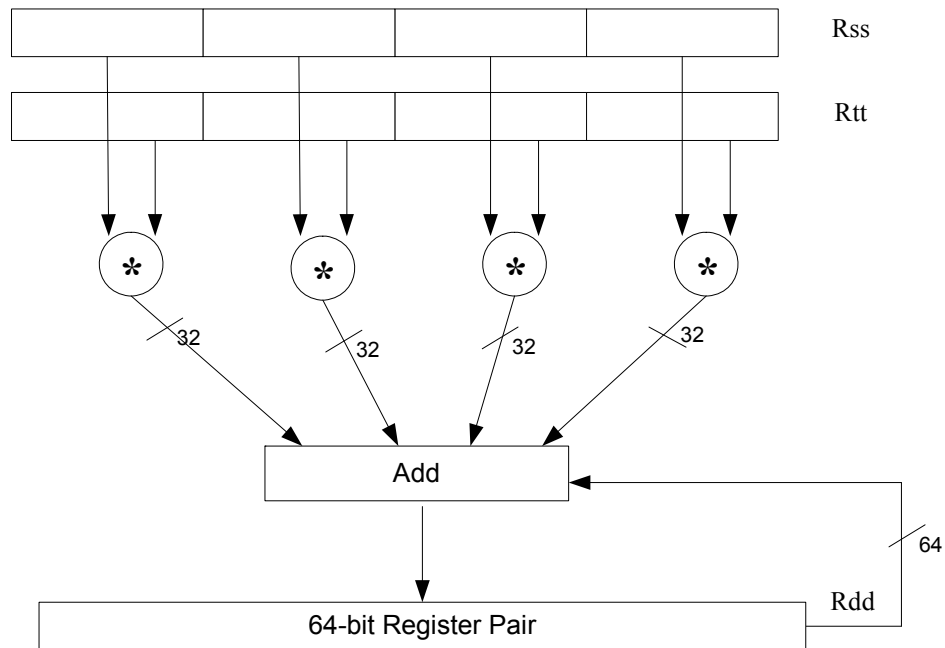 Rss
Rtt
* * * *
32 32 32 32
Add
64
Rdd
64-bit Register Pair